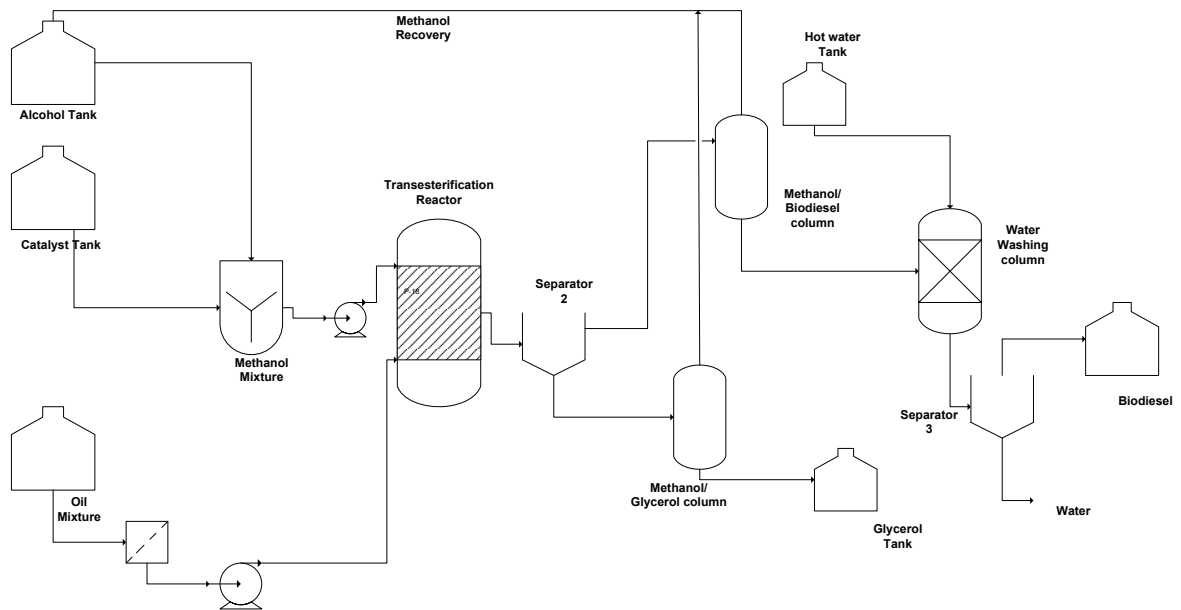 Methanol
Recovery
Hot water
Tank
Alcohol Tank
Transesterification
Reactor
Methanol/
Biodiesel
column
Water
Washing
column
Catalyst Tank
P-16
Separator
2
Methanol
Mixture
Biodiesel
Separator
3
Oil
Mixture
Methanol/
Glycerol column
Water
Glycerol
Tank